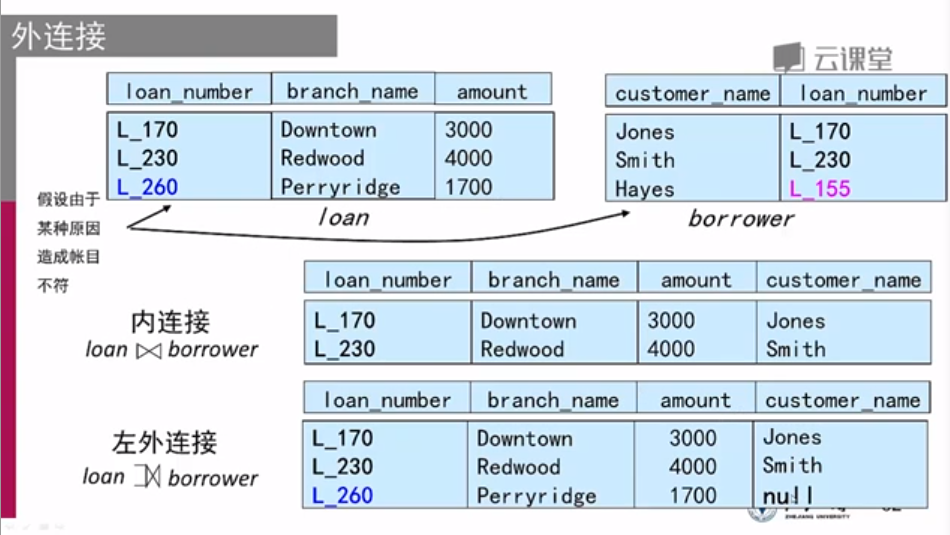 外连接
云课堂
loan_number branch_name amount
L_170 Downtown 3000
L_230 Redwood 4000
L_260 Perryridge 1700
loan
customer_name loan_number
Jones L_170
Smith L_230
Hayes L_155
borrower
假设由于
某种原因
造成帐目
不符
内连接
loan ⋈ borrower
loan_number branch_name amount customer_name
L_170 Downtown 3000 Jones
L_230 Redwood 4000 Smith
左外连接
loan ⟕ borrower
loan_number branch_name amount customer_name
L_170 Downtown 3000 Jones
L_230 Redwood 4000 Smith
L_260 Perryridge 1700 null
ZHEJIANG UNIVERSITY